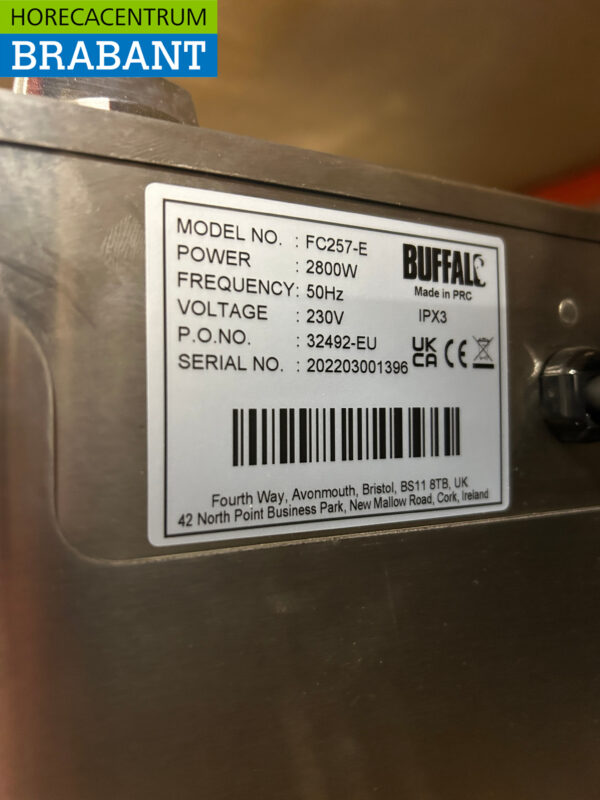 HORECACENTRUM
BRABANT
MODEL NO. : FC257-E
POWER : 2800W
FREQUENCY: 50Hz
VOLTAGE : 230V
P.O.NO. : 32492-EU
SERIAL NO. : 202203001396
BUFFALO
Made in PRC
IPX3
UK
CA CE
Fourth Way, Avonmouth, Bristol, BS11 8TB, UK
42 North Point Business Park, New Mallow Road, Cork, Ireland